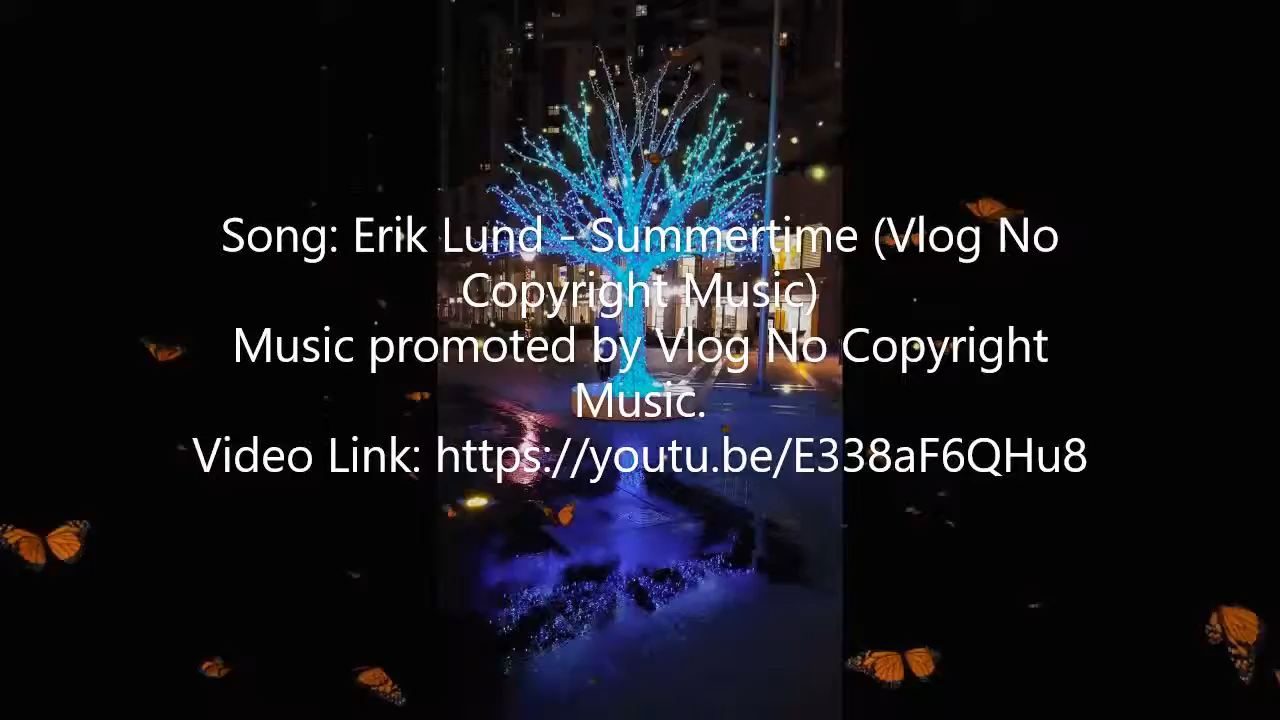 Song: Erik Lund - Summertime (Vlog No
Copyright Music)
Music promoted by Vlog No Copyright
Music.
Video Link: https://youtu.be/E338aF6QHu8